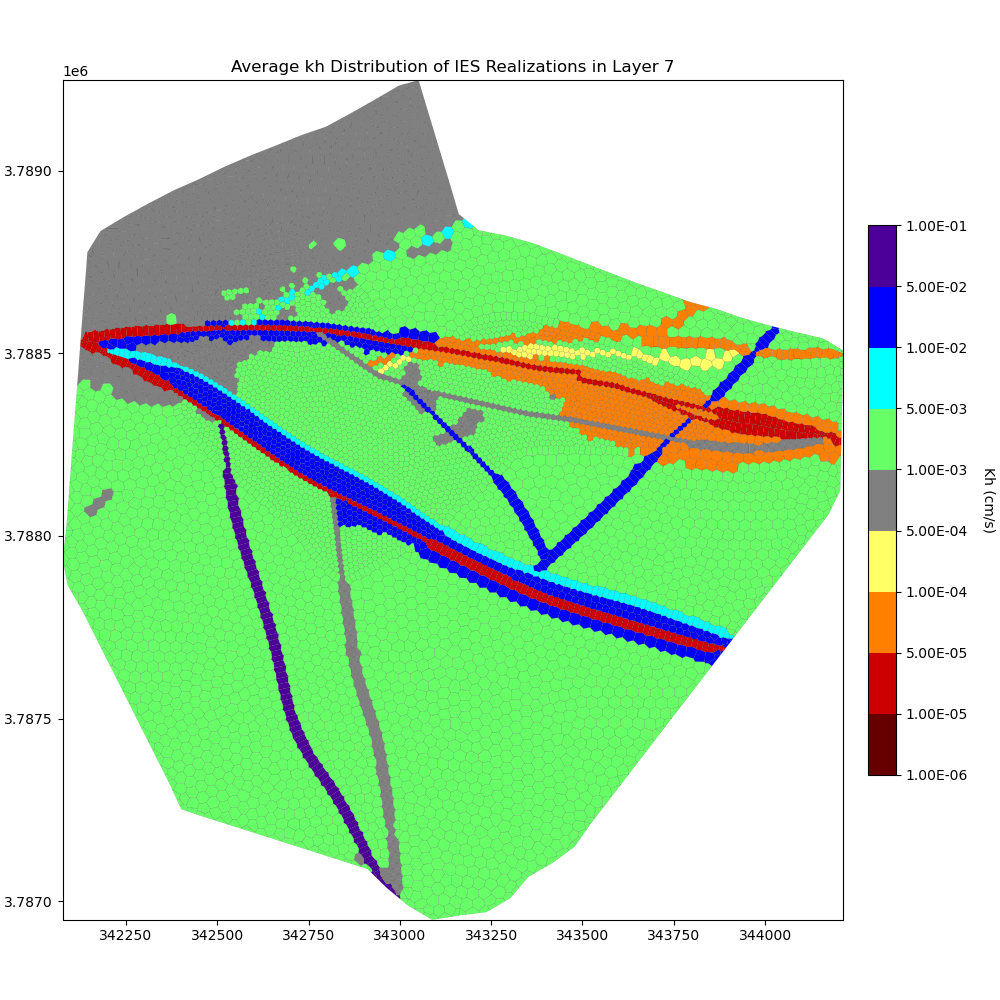 Average kh Distribution of IES Realizations in Layer 7
1e6
3.7890
3.7885
3.7880
3.7875
3.7870
342250 342500 342750 343000 343250 343500 343750 344000
1.00E-01
5.00E-02
1.00E-02
5.00E-03
1.00E-03
5.00E-04
1.00E-04
5.00E-05
1.00E-05
1.00E-06
Kh (cm/s)